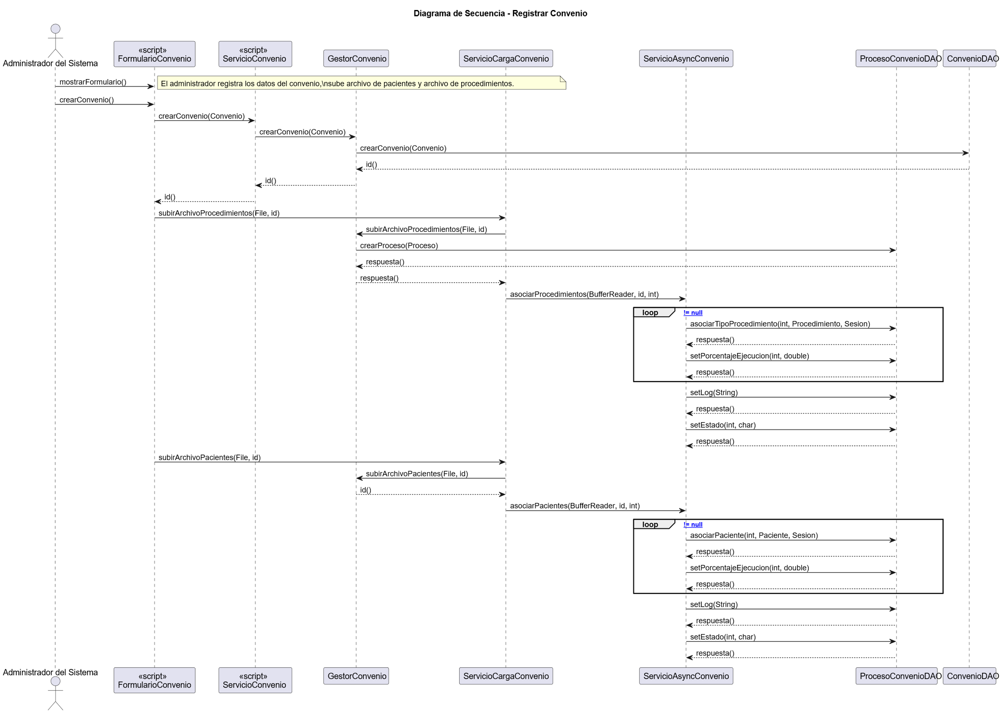 Diagrama de Secuencia - Registrar Convenio
Administrador del Sistema
«script»
FormularioConvenio
«script»
ServicioConvenio
GestorConvenio
ServicioCargaConvenio
ServicioAsyncConvenio
ProcesoConvenioDAO
ConvenioDAO
mostrarFormulario()
El administrador registra los datos del convenio,\nsube archivo de pacientes y archivo de procedimientos.
crearConvenio()
crearConvenio(Convenio)
crearConvenio(Convenio)
crearConvenio(Convenio)
id()
id()
id()
subirArchivoProcedimientos(File, id)
subirArchivoProcedimientos(File, id)
crearProceso(Proceso)
respuesta()
respuesta()
asociarProcedimientos(BufferReader, id, int)
loop != null
asociarTipoProcedimiento(int, Procedimiento, Sesion)
respuesta()
setPorcentajeEjecucion(int, double)
respuesta()
setLog(String)
respuesta()
setEstado(int, char)
respuesta()
subirArchivoPacientes(File, id)
subirArchivoPacientes(File, id)
id()
asociarPacientes(BufferReader, id, int)
loop != null
asociarPaciente(int, Paciente, Sesion)
respuesta()
setPorcentajeEjecucion(int, double)
respuesta()
setLog(String)
respuesta()
setEstado(int, char)
respuesta()
Administrador del Sistema
«script»
FormularioConvenio
«script»
ServicioConvenio
GestorConvenio
ServicioCargaConvenio
ServicioAsyncConvenio
ProcesoConvenioDAO
ConvenioDAO